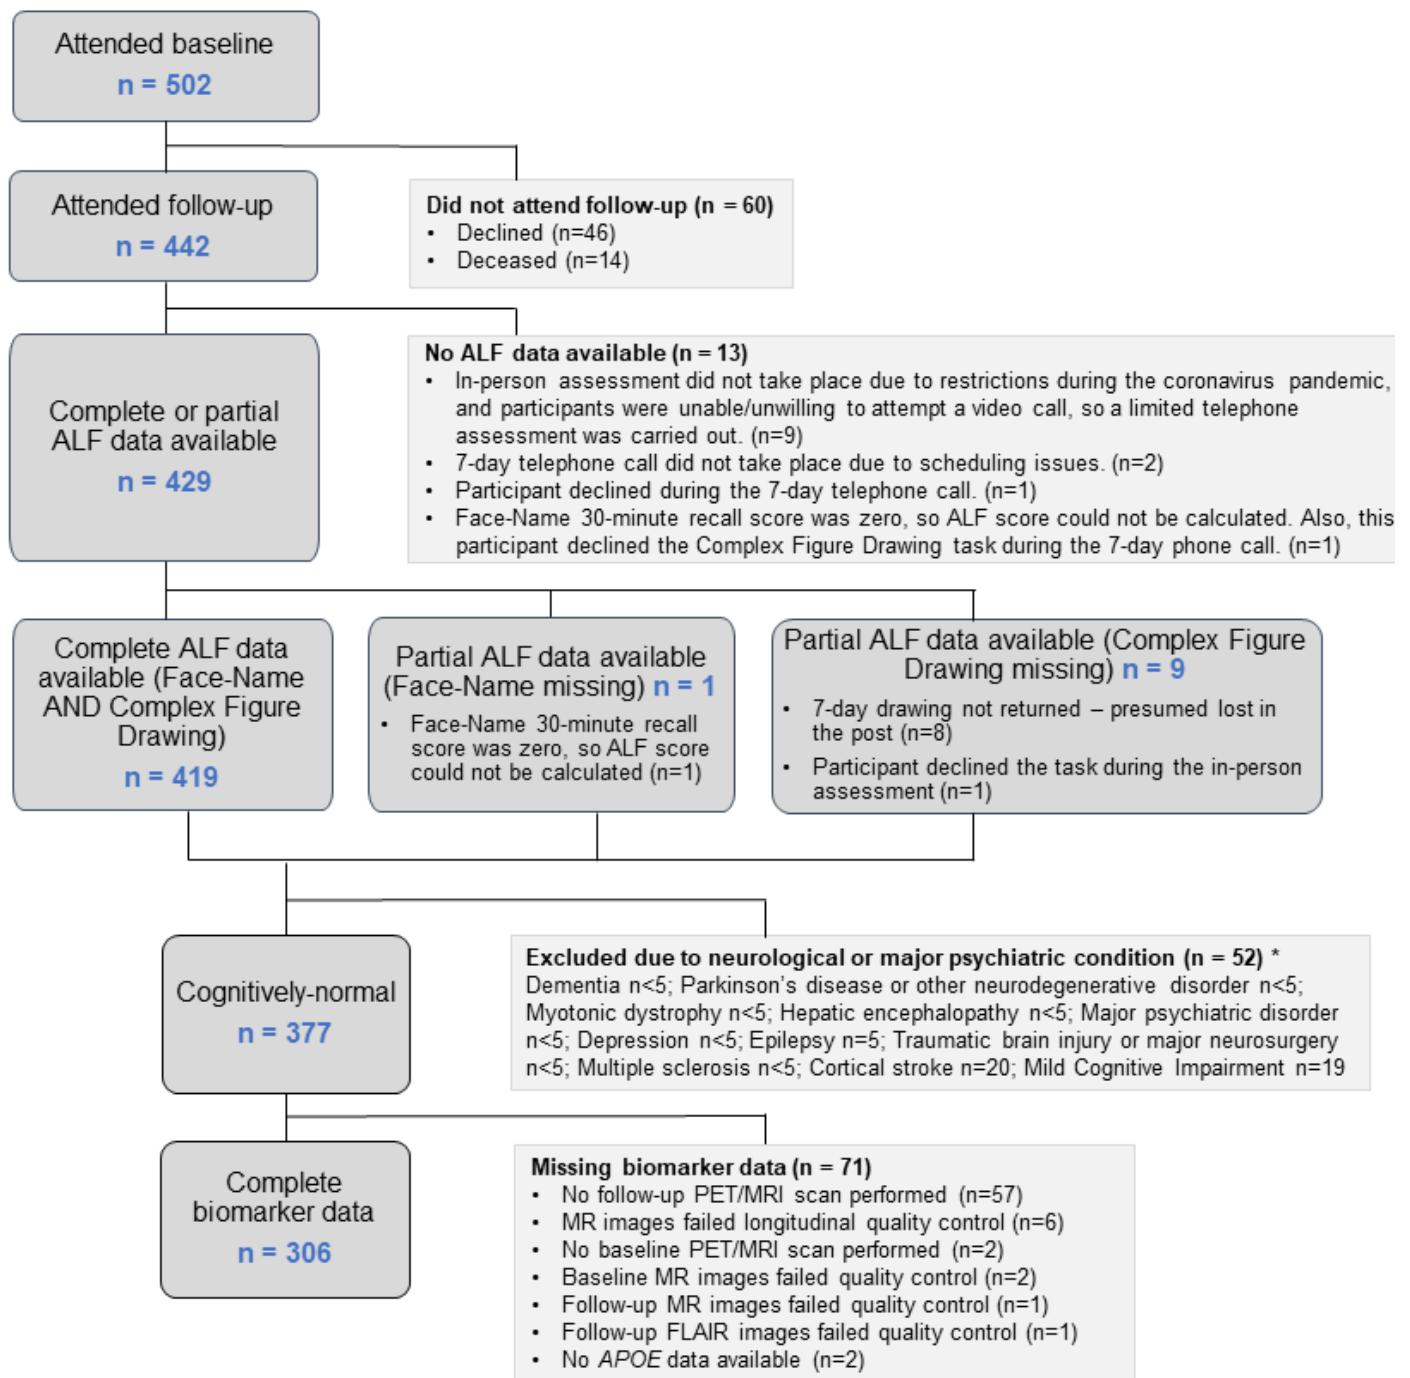 Attended baseline
n = 502
Attended follow-up
n = 442
Did not attend follow-up (n = 60)
• Declined (n=46)
• Deceased (n=14)
Complete or partial
ALF data available
n = 429
No ALF data available (n = 13)
• In-person assessment did not take place due to restrictions during the coronavirus pandemic,
and participants were unable/unwilling to attempt a video call, so a limited telephone
assessment was carried out. (n=9)
• 7-day telephone call did not take place due to scheduling issues. (n=2)
• Participant declined during the 7-day telephone call. (n=1)
• Face-Name 30-minute recall score was zero, so ALF score could not be calculated. Also, this
participant declined the Complex Figure Drawing task during the 7-day phone call. (n=1)
Complete ALF data
available (Face-Name
AND Complex Figure
Drawing)
n = 419
Partial ALF data available
(Face-Name missing) n = 1
• Face-Name 30-minute recall
score was zero, so ALF score
could not be calculated (n=1)
Partial ALF data available (Complex Figure
Drawing missing) n = 9
• 7-day drawing not returned – presumed lost in
the post (n=8)
• Participant declined the task during the in-person
assessment (n=1)
Cognitively-normal
n = 377
Excluded due to neurological or major psychiatric condition (n = 52) *
Dementia n<5; Parkinson's disease or other neurodegenerative disorder n<5;
Myotonic dystrophy n<5; Hepatic encephalopathy n<5; Major psychiatric disorder
n<5; Depression n<5; Epilepsy n=5; Traumatic brain injury or major neurosurgery
n<5; Multiple sclerosis n<5; Cortical stroke n=20; Mild Cognitive Impairment n=19
Complete
biomarker data
n = 306
Missing biomarker data (n = 71)
• No follow-up PET/MRI scan performed (n=57)
• MR images failed longitudinal quality control (n=6)
• No baseline PET/MRI scan performed (n=2)
• Baseline MR images failed quality control (n=2)
• Follow-up MR images failed quality control (n=1)
• Follow-up FLAIR images failed quality control (n=1)
• No APOE data available (n=2)